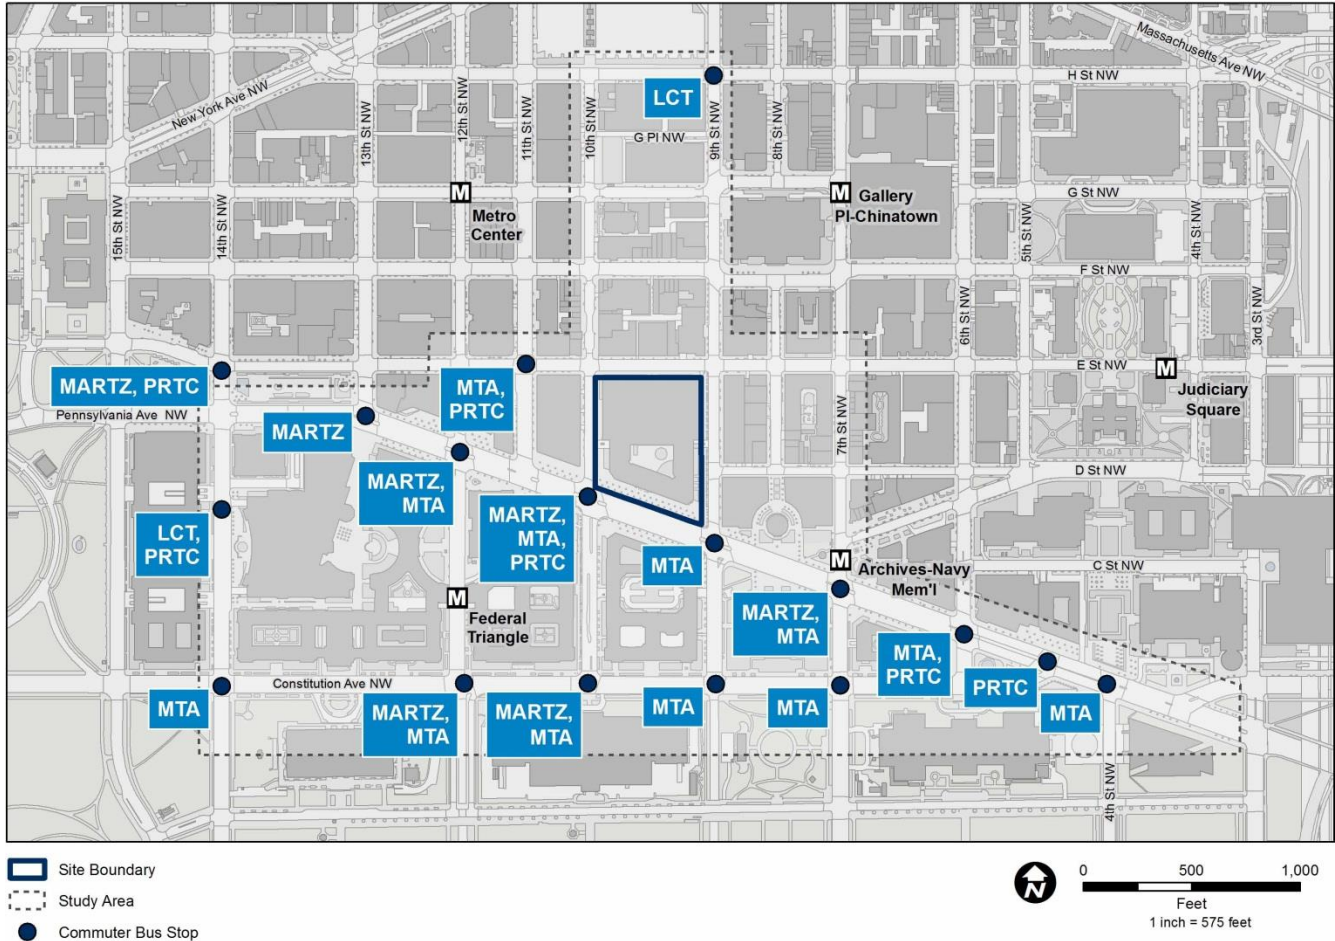 Massachusetts Ave NW
H St NW
New York Ave NW
LCT
13th St NW
12th St NW
11th St NW
10th St NW
G Pl NW
9th St NW
8th St NW
M
Metro
Center
M
Gallery
Pl-Chinatown
G St NW
15th St NW
14th St NW
5th St NW
4th St NW
F St NW
6th St NW
3rd St NW
MARTZ, PRTC
MTA,
PRTC
E St NW
M
Judiciary
Square
Pennsylvania Ave NW
MARTZ
7th St NW
MARTZ,
MTA
D St NW
LCT,
PRTC
MARTZ,
MTA,
PRTC
MTA
M
Archives-Navy
Mem'l
C St NW
M
Federal
Triangle
MARTZ,
MTA
MTA,
PRTC
PRTC
MTA
Constitution Ave NW
MTA
MARTZ,
MTA
MARTZ,
MTA
MTA
MTA
4th St NW
Site Boundary
Study Area
Commuter Bus Stop
N
0 500 1,000
Feet
1 inch = 575 feet